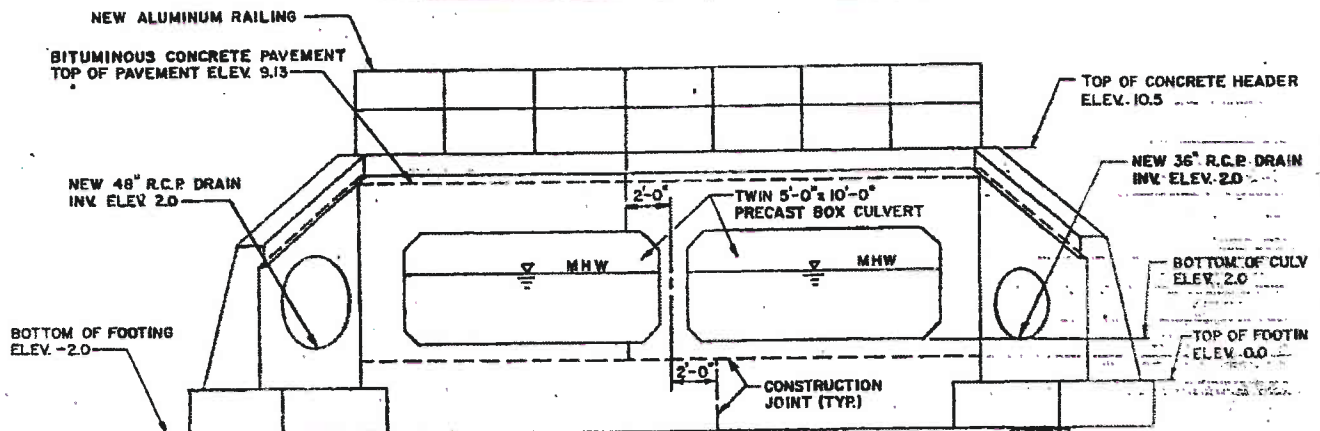 NEW ALUMINUM RAILING
BITUMINOUS CONCRETE PAVEMENT
TOP OF PAVEMENT ELEV. 9.13
TOP OF CONCRETE HEADER
ELEV. 10.5
NEW 48" R.C.P. DRAIN
INV. ELEV. 2.0
NEW 36" R.C.P. DRAIN
INV. ELEV. 2.0
2'-0"
TWIN 5'-0" x 10'-0"
PRECAST BOX CULVERT
MHW
MHW
BOTTOM OF CULV
ELEV. 2.0
BOTTOM OF FOOTING
ELEV. -2.0
TOP OF FOOTIN
ELEV. 0.0
2'-0"
CONSTRUCTION
JOINT (TYP.)